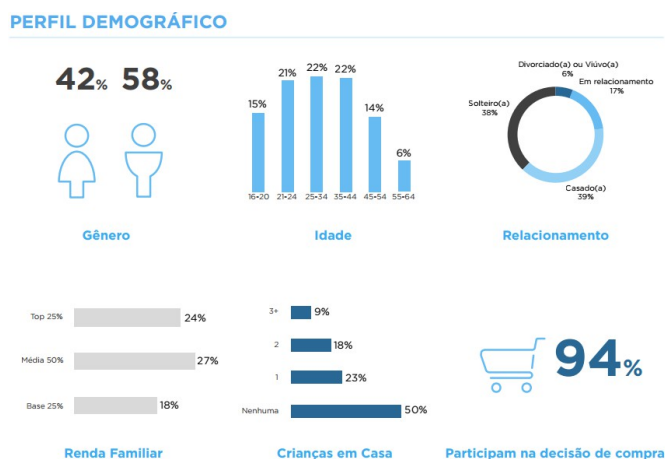 PERFIL DEMOGRÁFICO
42% 58%
Gênero
15%
21%
22%
22%
14%
6%
16•20 21•24 25•34 35•44 45•54 55•64
Idade
Divorciado(a) ou Viúvo(a)
6%
Em relacionamento
17%
Solteiro(a)
38%
Casado(a)
39%
Relacionamento
Top 25% 24%
Média 50% 27%
Base 25% 18%
Renda Familiar
3+ 9%
2 18%
1 23%
Nenhuma 50%
Crianças em Casa
94%
Participam na decisão de compra